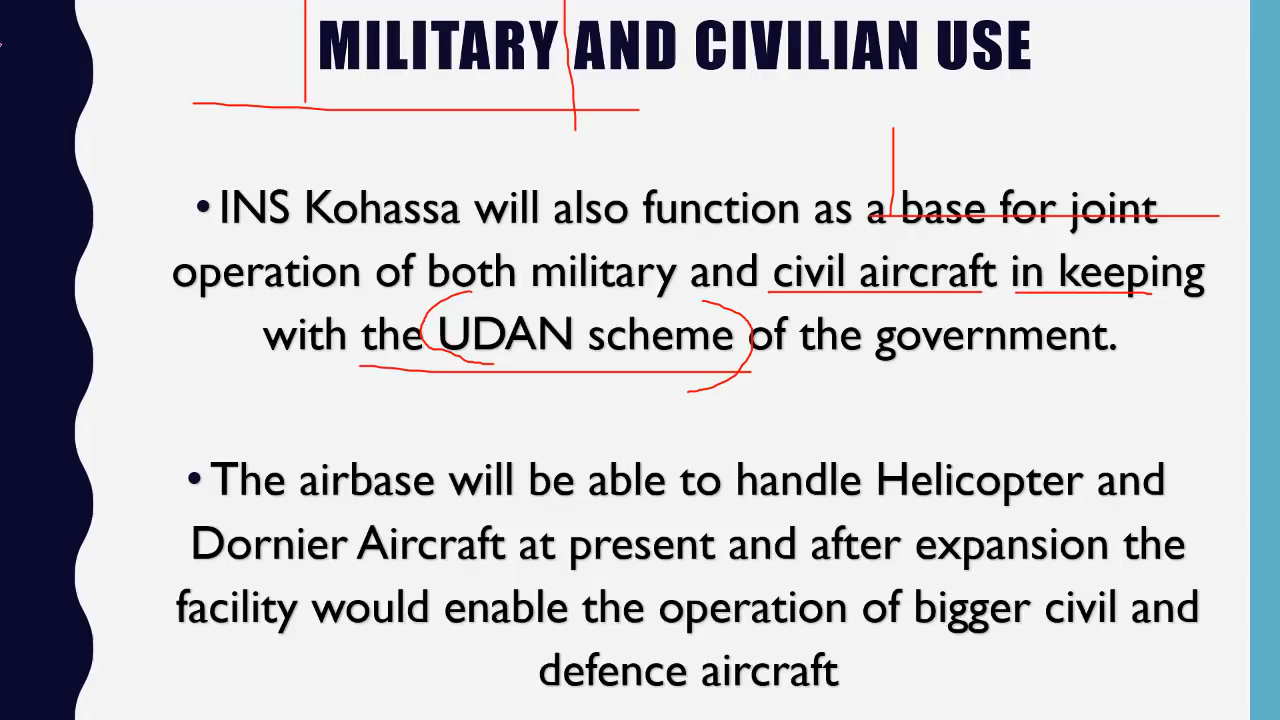 MILITARY AND CIVILIAN USE
•INS Kohassa will also function as a base for joint
operation of both military and civil aircraft in keeping
with the UDAN scheme of the government.
•The airbase will be able to handle Helicopter and
Dornier Aircraft at present and after expansion the
facility would enable the operation of bigger civil and
defence aircraft